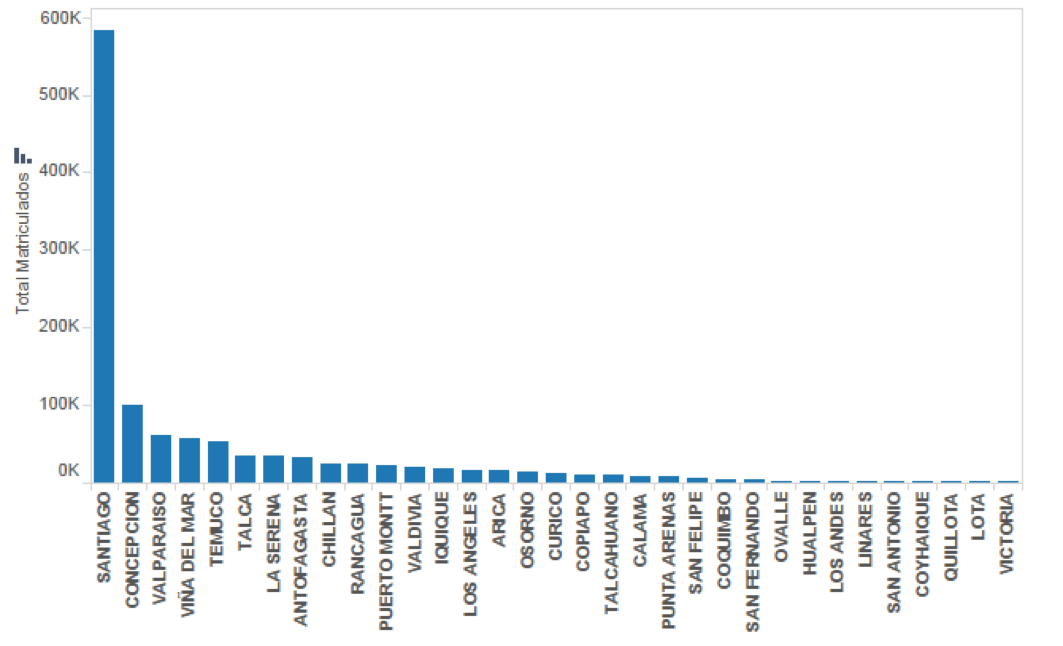 600K
500K
400K
300K
200K
100K
0K
Total Matriculados
SANTIAGO
CONCEPCION
VALPARAISO
VIÑA DEL MAR
TEMUCO
TALCA
LA SERENA
ANTOFAGASTA
CHILLAN
RANCAGUA
PUERTO MONTT
VALDIVIA
IQUIQUE
LOS ANGELES
ARICA
OSORNO
CURICO
COPIAPO
TALCAHUANO
CALAMA
PUNTA ARENAS
SAN FELIPE
COQUIMBO
SAN FERNANDO
OVALLE
HUALPEN
LOS ANDES
LINARES
SAN ANTONIO
COYHAIQUE
QUILLOTA
LOTA
VICTORIA